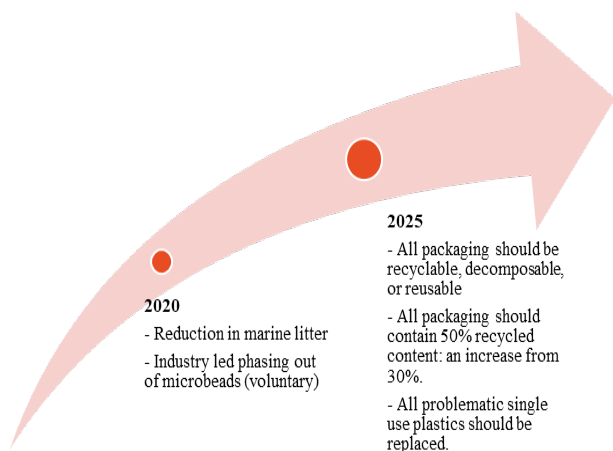 2020
- Reduction in marine litter
- Industry led phasing out
of microbeads (voluntary)
2025
- All packaging should be
recyclable, decomposable,
or reusable
- All packaging should
contain 50% recycled
content: an increase from
30%.
- All problematic single
use plastics should be
replaced.